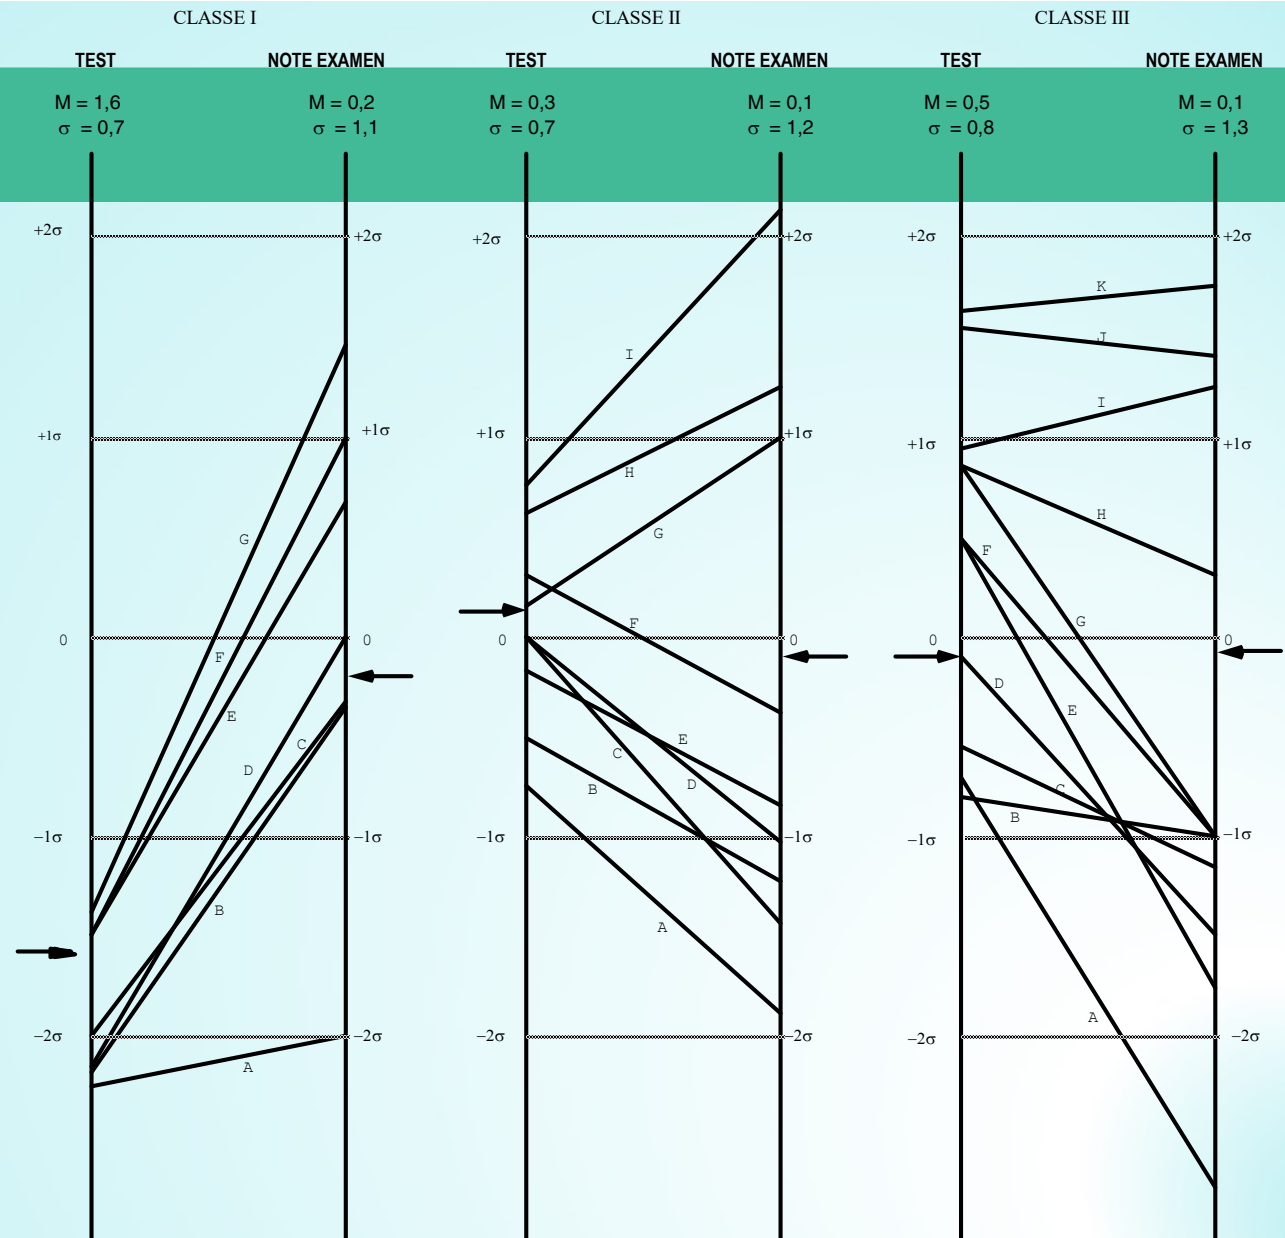 CLASSE I CLASSE II CLASSE III
TEST NOTE EXAMEN TEST NOTE EXAMEN TEST NOTE EXAMEN
M = 1,6 M = 0,2 M = 0,3 M = 0,1 M = 0,5 M = 0,1
σ = 0,7 σ = 1,1 σ = 0,7 σ = 1,2 σ = 0,8 σ = 1,3
+2σ +2σ +2σ +2σ +2σ +2σ
K
J
I
I
+1σ +1σ +1σ +1σ +1σ +1σ
H
H
G
G
F
F
G
0 0 0 0 0 0
F
D
E
E
C
E
C
D
D
B
C
B
−1σ −1σ −1σ −1σ −1σ −1σ
B
A
A
−2σ −2σ −2σ −2σ −2σ −2σ
A